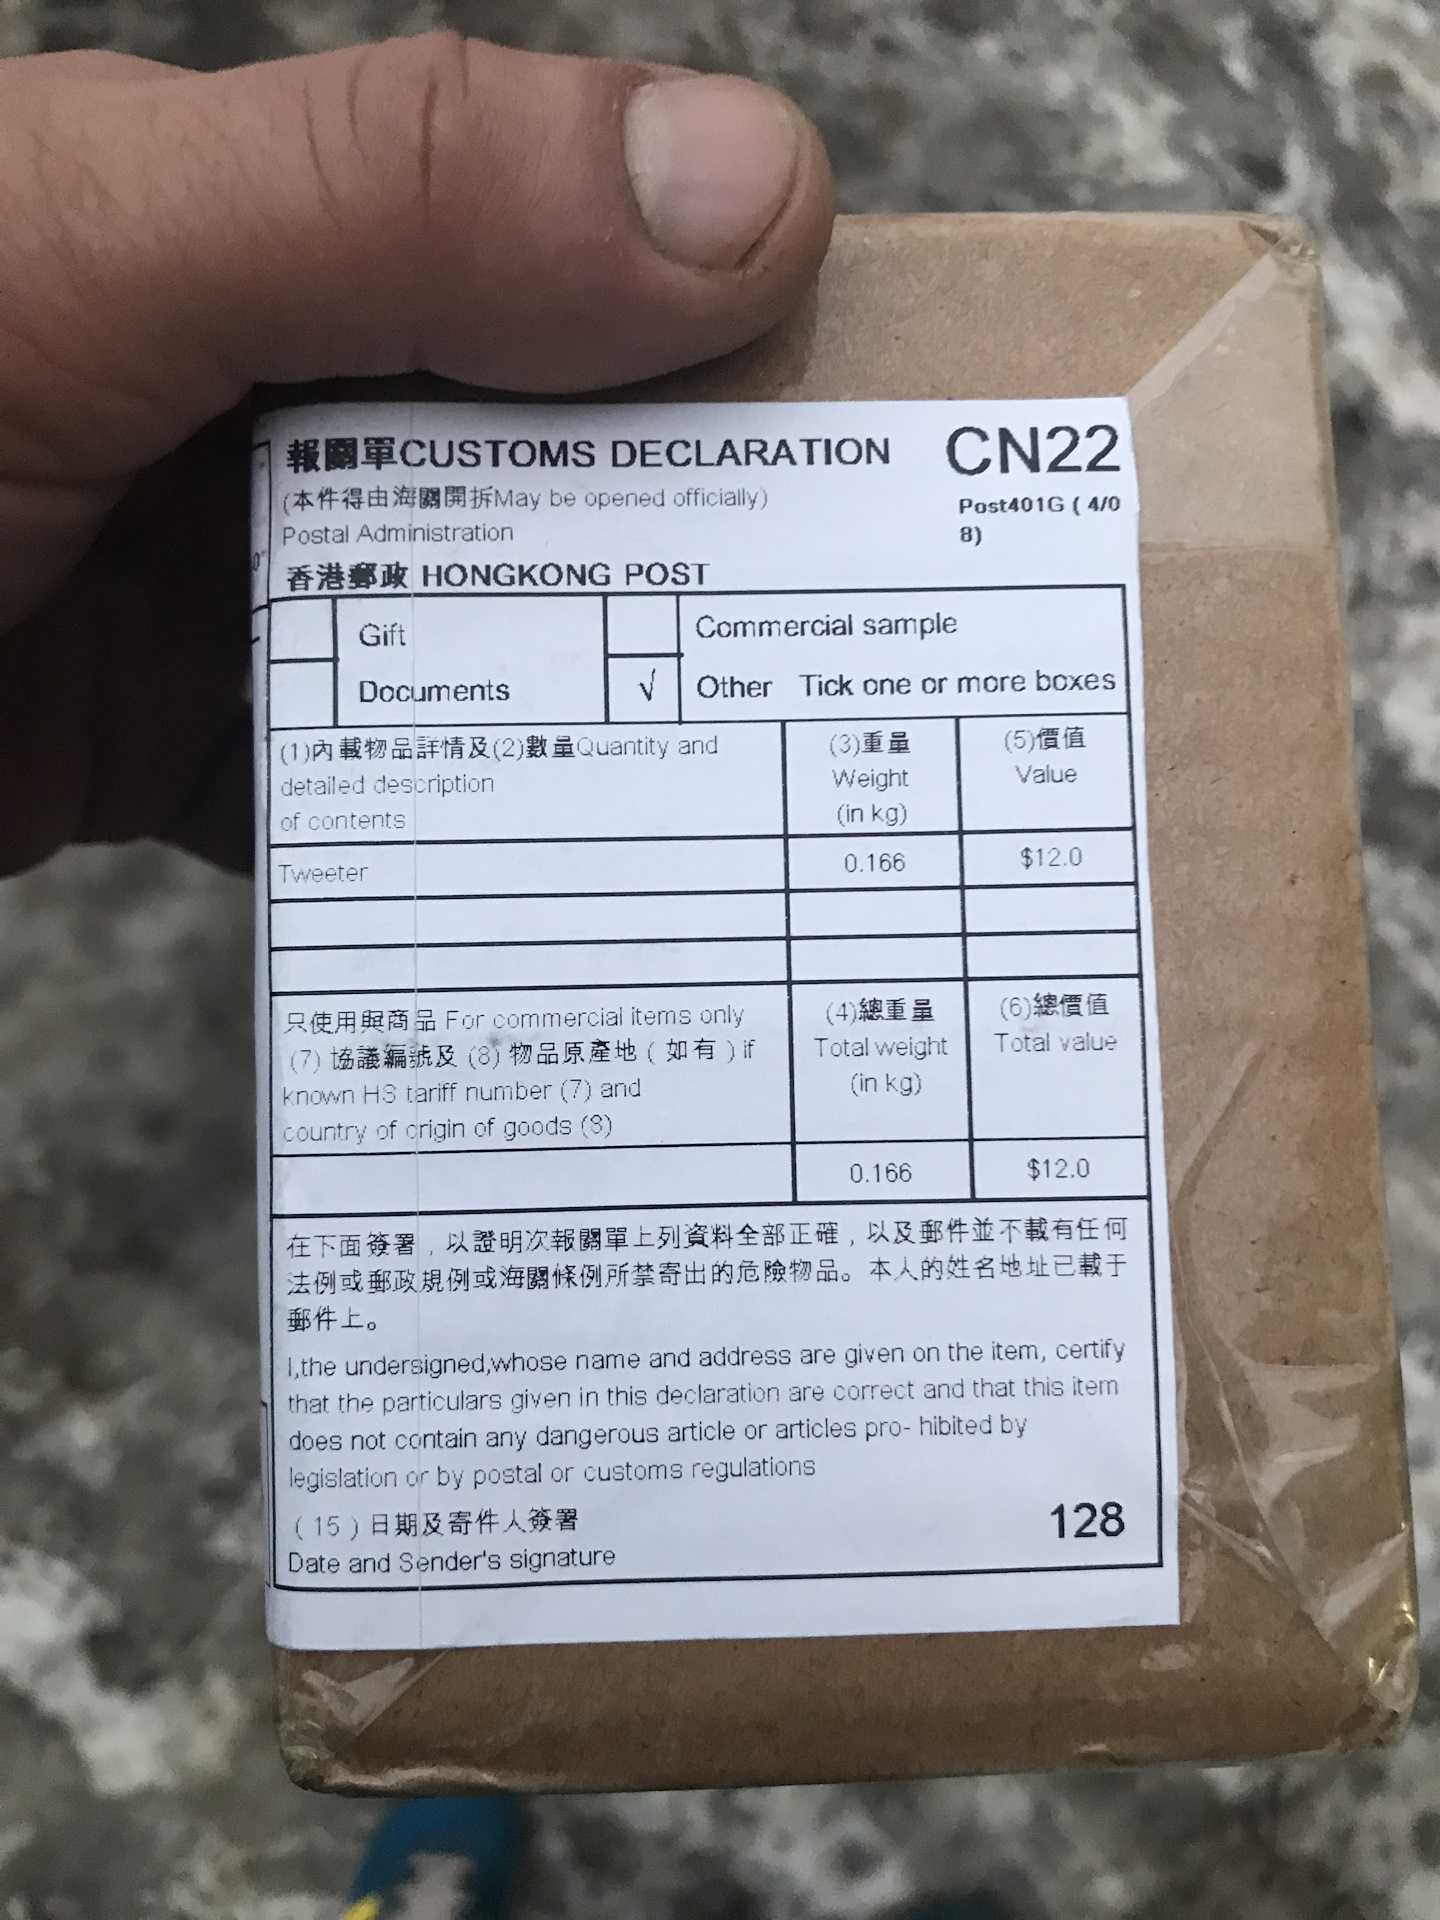 報關單CUSTOMS DECLARATION CN22
(本件得由海關開拆May be opened officially)
Post401G ( 4/0
8)
Postal Administration
香港郵政 HONGKONG POST
Gift
Commercial sample
Documents
√ Other Tick one or more boxes
(1)內載物品詳情及(2)數量Quantity and
detailed description
of contents
(3)重量
Weight
(in kg)
(5)價值
Value
Tweeter 0.166 $12.0
只使用與商品 For commercial items only
(7) 協議編號及 (8) 物品原產地 ( 如有 ) if
known HS tariff number (7) and
country of origin of goods (8)
(4)總重量
Total weight
(in kg)
(6)總價值
Total value
0.166 $12.0
在下面簽署，以證明次報關單上列資料全部正確，以及郵件並不載有任何
法例或郵政規例或海關條例所禁寄出的危險物品。本人的姓名地址已載于
郵件上。
I,the undersigned,whose name and address are given on the item, certify
that the particulars given in this declaration are correct and that this item
does not contain any dangerous article or articles pro- hibited by
legislation or by postal or customs regulations
( 15 ) 日期及寄件人簽署
Date and Sender's signature
128